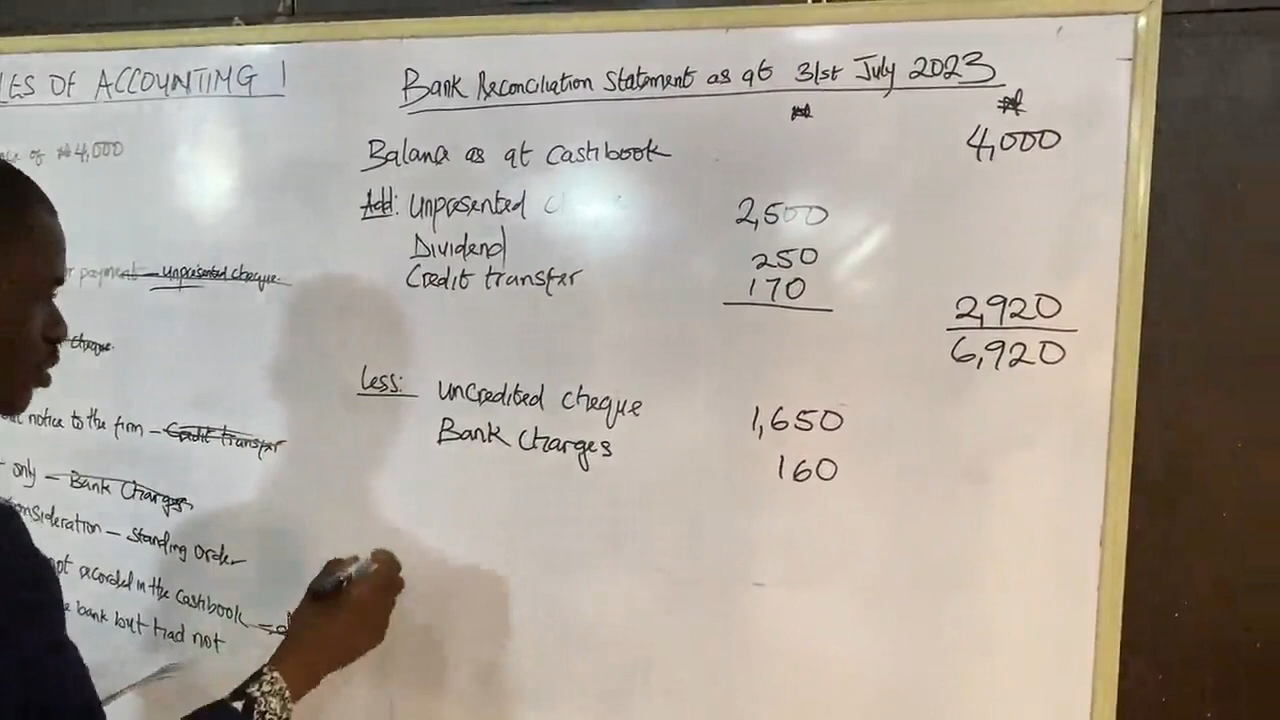 LES OF ACCOUNTING 1
of ₦4,000
payment - unpresented cheque.
cheque.
notice to the firm - Credit transfer
only - Bank Charges
consideration - Standing Order
not recorded in the cashbook
bank but had not
Bank Reconciliation Statement as at 31st July 2023
₦ ₦
Balance as at Cashbook 4,000
Add: Unpresented C 2,500
Dividend 250
Credit transfer 170 2,920
6,920
Less: Uncredited cheque 1,650
Bank Charges 160